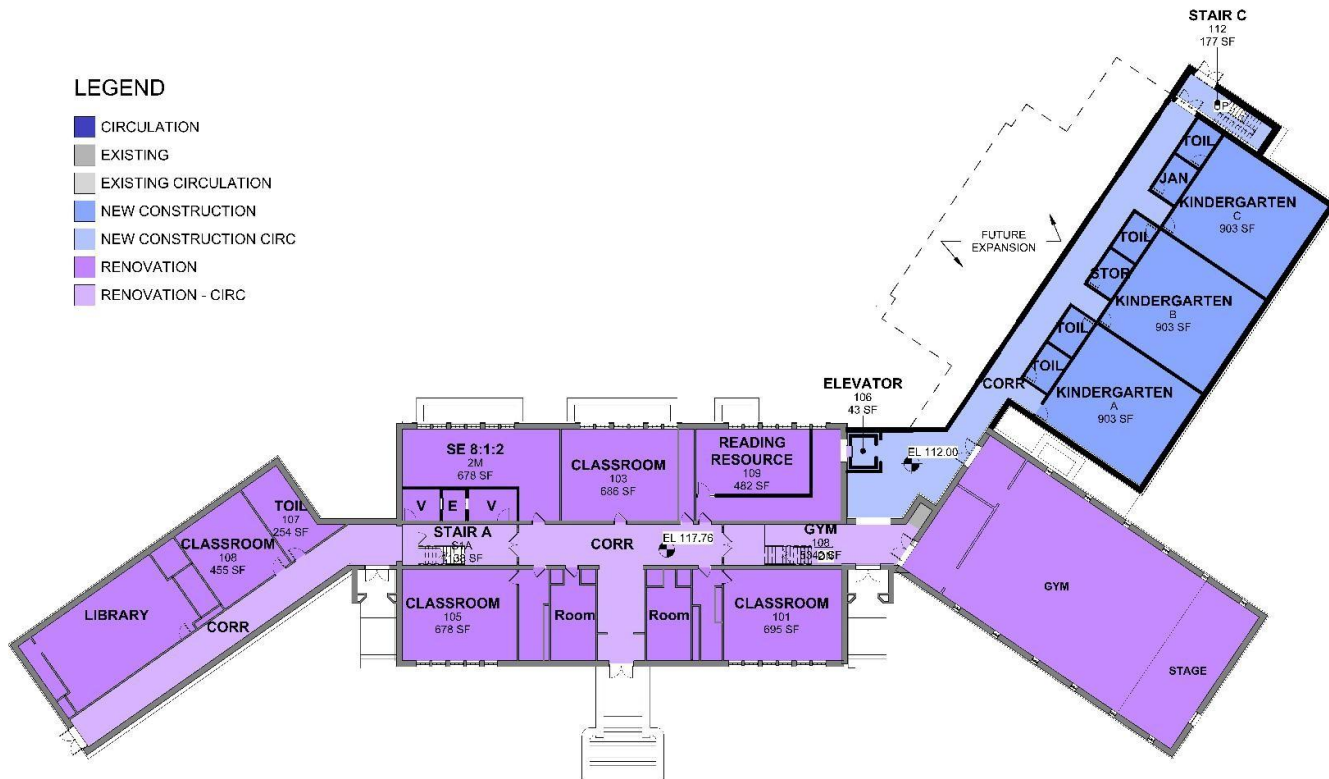 STAIR C
112
177 SF
LEGEND
CIRCULATION
EXISTING
EXISTING CIRCULATION
NEW CONSTRUCTION
NEW CONSTRUCTION CIRC
RENOVATION
RENOVATION - CIRC
UP
TOIL
JAN
KINDERGARTEN
C
903 SF
TOIL
STOR
KINDERGARTEN
B
903 SF
FUTURE
EXPANSION
TOIL
TOIL
KINDERGARTEN
A
903 SF
CORR
ELEVATOR
106
43 SF
EL 112.00
SE 8:1:2
2M
678 SF
V
E
V
CLASSROOM
103
686 SF
READING
RESOURCE
109
482 SF
TOIL
107
254 SF
CLASSROOM
108
455 SF
LIBRARY
CORR
STAIR A
S1A
CORR
EL 117.76
GYM
108
CLASSROOM
105
678 SF
Room
Room
CLASSROOM
101
695 SF
GYM
STAGE